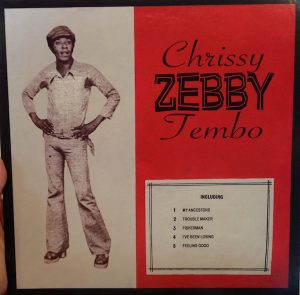 Chrissy
ZEBBY
Tembo
INCLUDING
1 MY ANCESTORS
2 TROUBLE MAKER
3 FISHERMAN
4 I'VE BEEN LOSING
5 FEELING GOOD